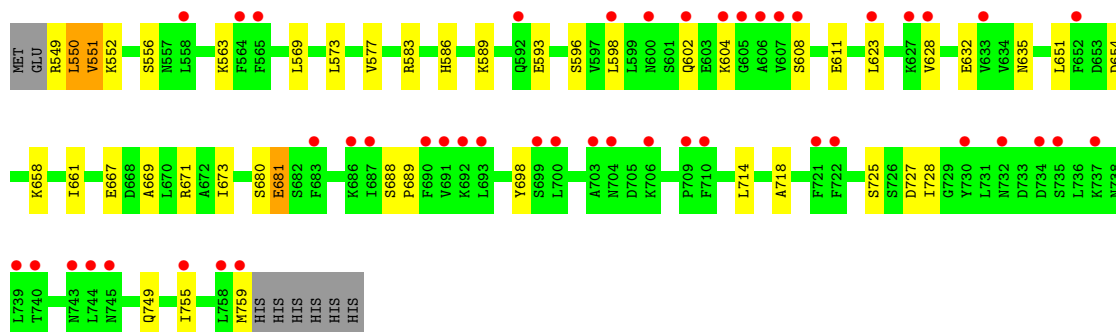 MET GLU R549 L550 V551 K552 S556 N557 L558 K563 F564 F565 L569 L573 V577 R583 H586 K589 Q592 E593 S596 V597 L598 L599 N600 S601 Q602 E603 K604 G605 A606 V607 S608 E611 L623 K627 V628 E632 V633 V634 N635 L651 F652 D653 D654
K658 I661 E667 D668 A669 L670 R671 A672 I673 S680 E681 S682 F683 K686 I687 S688 P689 F690 V691 K692 L693 Y698 S699 L700 A703 N704 D705 K706 P709 F710 L714 A718 F721 F722 S725 S726 D727 I728 G729 Y730 L731 N732 D733 D734 S735 L736 K737 N738
L739 T740 N743 L744 N745 Q749 I755 L758 M759 HIS HIS HIS HIS HIS HIS